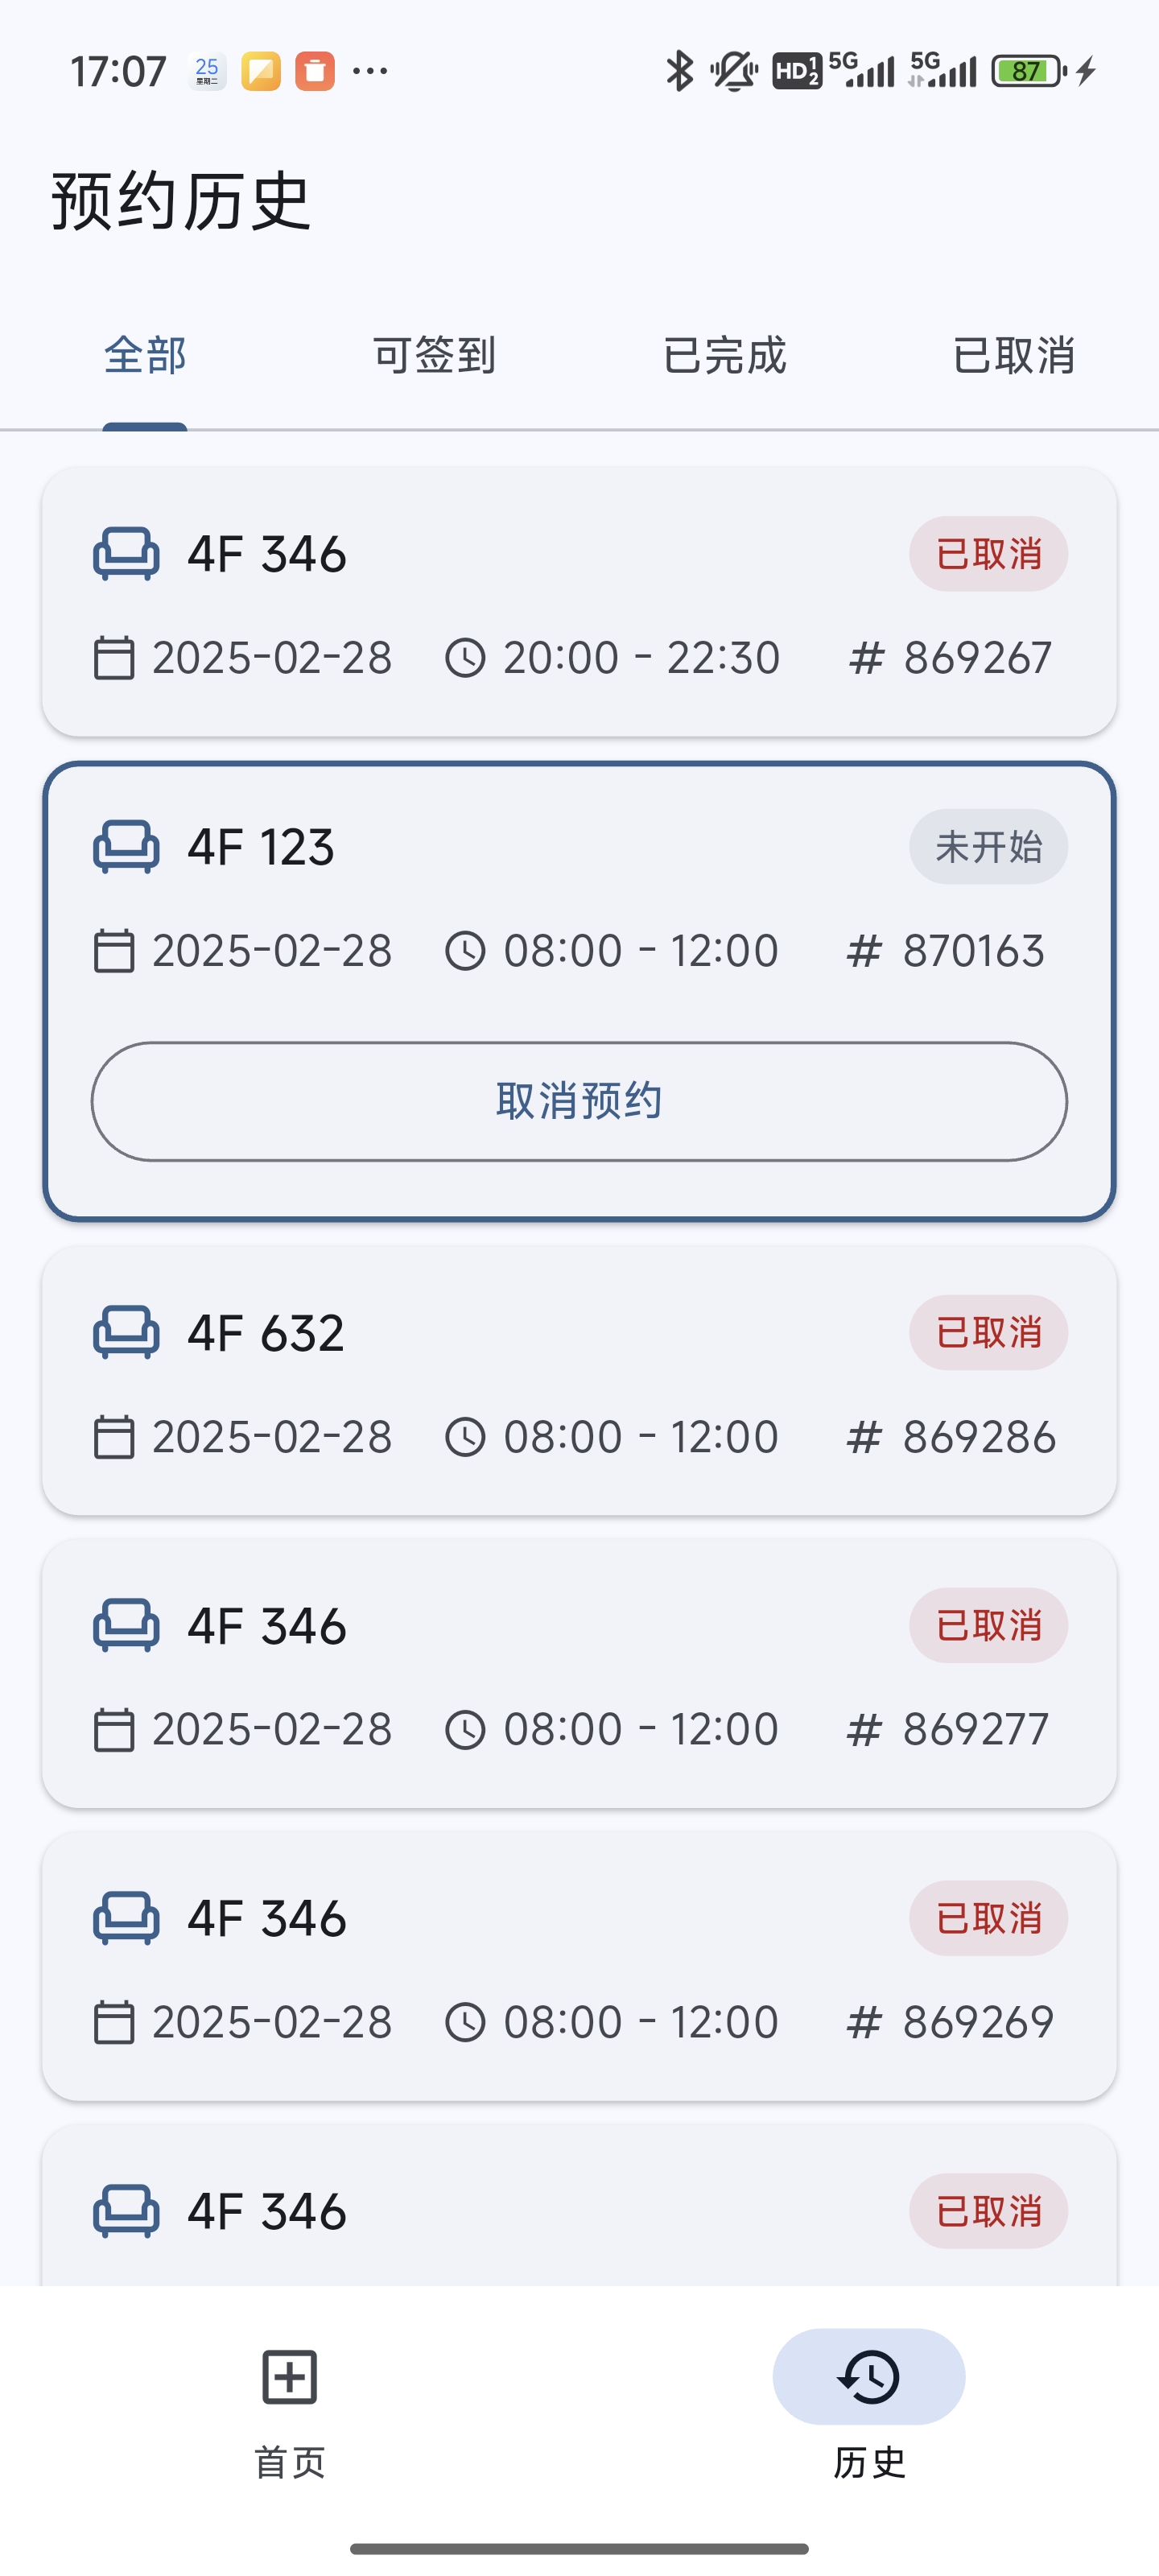 17:07 25 星期二 ... HD 1 2 5G 5G 87
预约历史
全部 可签到 已完成 已取消
4F 346 已取消
2025-02-28 20:00 - 22:30 # 869267
4F 123 未开始
2025-02-28 08:00 - 12:00 # 870163
取消预约
4F 632 已取消
2025-02-28 08:00 - 12:00 # 869286
4F 346 已取消
2025-02-28 08:00 - 12:00 # 869277
4F 346 已取消
2025-02-28 08:00 - 12:00 # 869269
4F 346 已取消
首页 历史